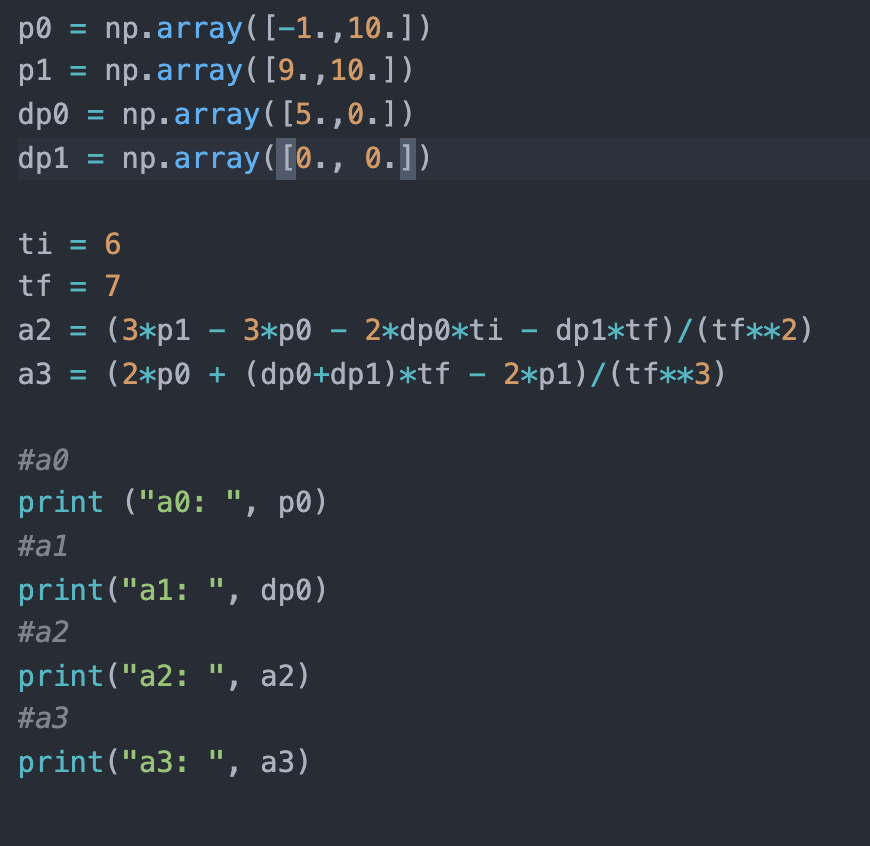 p0 = np.array([-1.,10.])
p1 = np.array([9.,10.])
dp0 = np.array([5.,0.])
dp1 = np.array([0., 0.])
ti = 6
tf = 7
a2 = (3*p1 - 3*p0 - 2*dp0*ti - dp1*tf)/(tf**2)
a3 = (2*p0 + (dp0+dp1)*tf - 2*p1)/(tf**3)
#a0
print ("a0: ", p0)
#a1
print("a1: ", dp0)
#a2
print("a2: ", a2)
#a3
print("a3: ", a3)